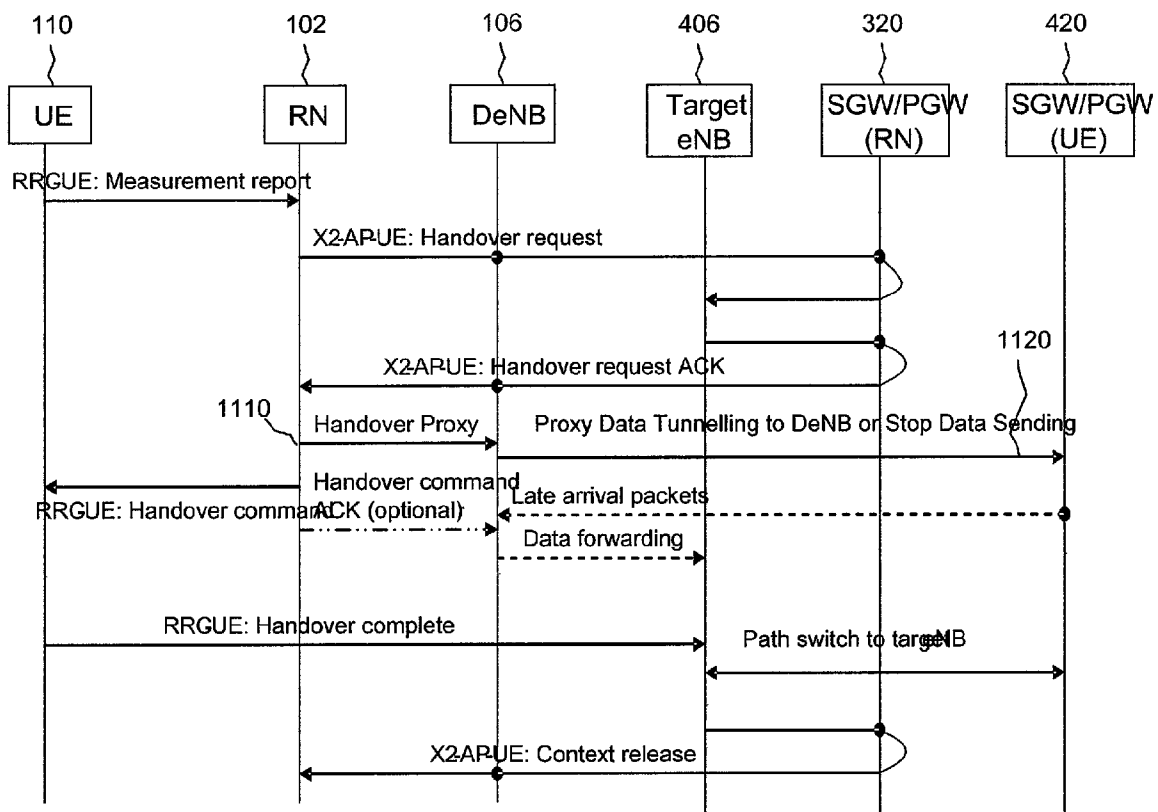 110
102
106
406
320
420
UE
RN
DeNB
Target
eNB
SGW/PGW
(RN)
SGW/PGW
(UE)
RRGUE: Measurement report
X2-AP-UE: Handover request
X2-AP-UE: Handover request ACK
1120
1110
Handover Proxy
Proxy Data Tunnelling to DeNB or Stop Data Sending
Handover command
RRGUE: Handover command
ACK (optional)
Late arrival packets
Data forwarding
RRGUE: Handover complete
Path switch to target eNB
X2-AP-UE: Context release